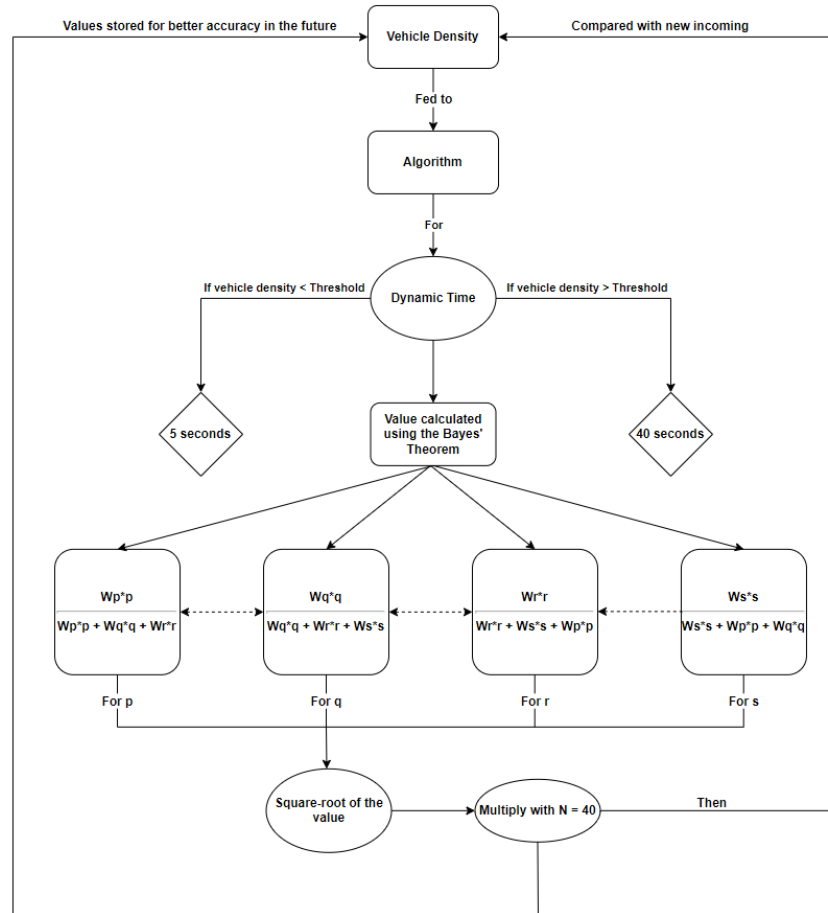 Values stored for better accuracy in the future
Vehicle Density
Compared with new incoming
Fed to
Algorithm
For
If vehicle density < Threshold
Dynamic Time
If vehicle density > Threshold
5 seconds
Value calculated
using the Bayes'
Theorem
40 seconds
Wp*p
Wp*p + Wq*q + Wr*r
Wq*q
Wq*q + Wr*r + Ws*s
Wr*r
Wr*r + Ws*s + Wp*p
Ws*s
Ws*s + Wp*p + Wq*q
For p
For q
For r
For s
Square-root of the
value
Multiply with N = 40
Then